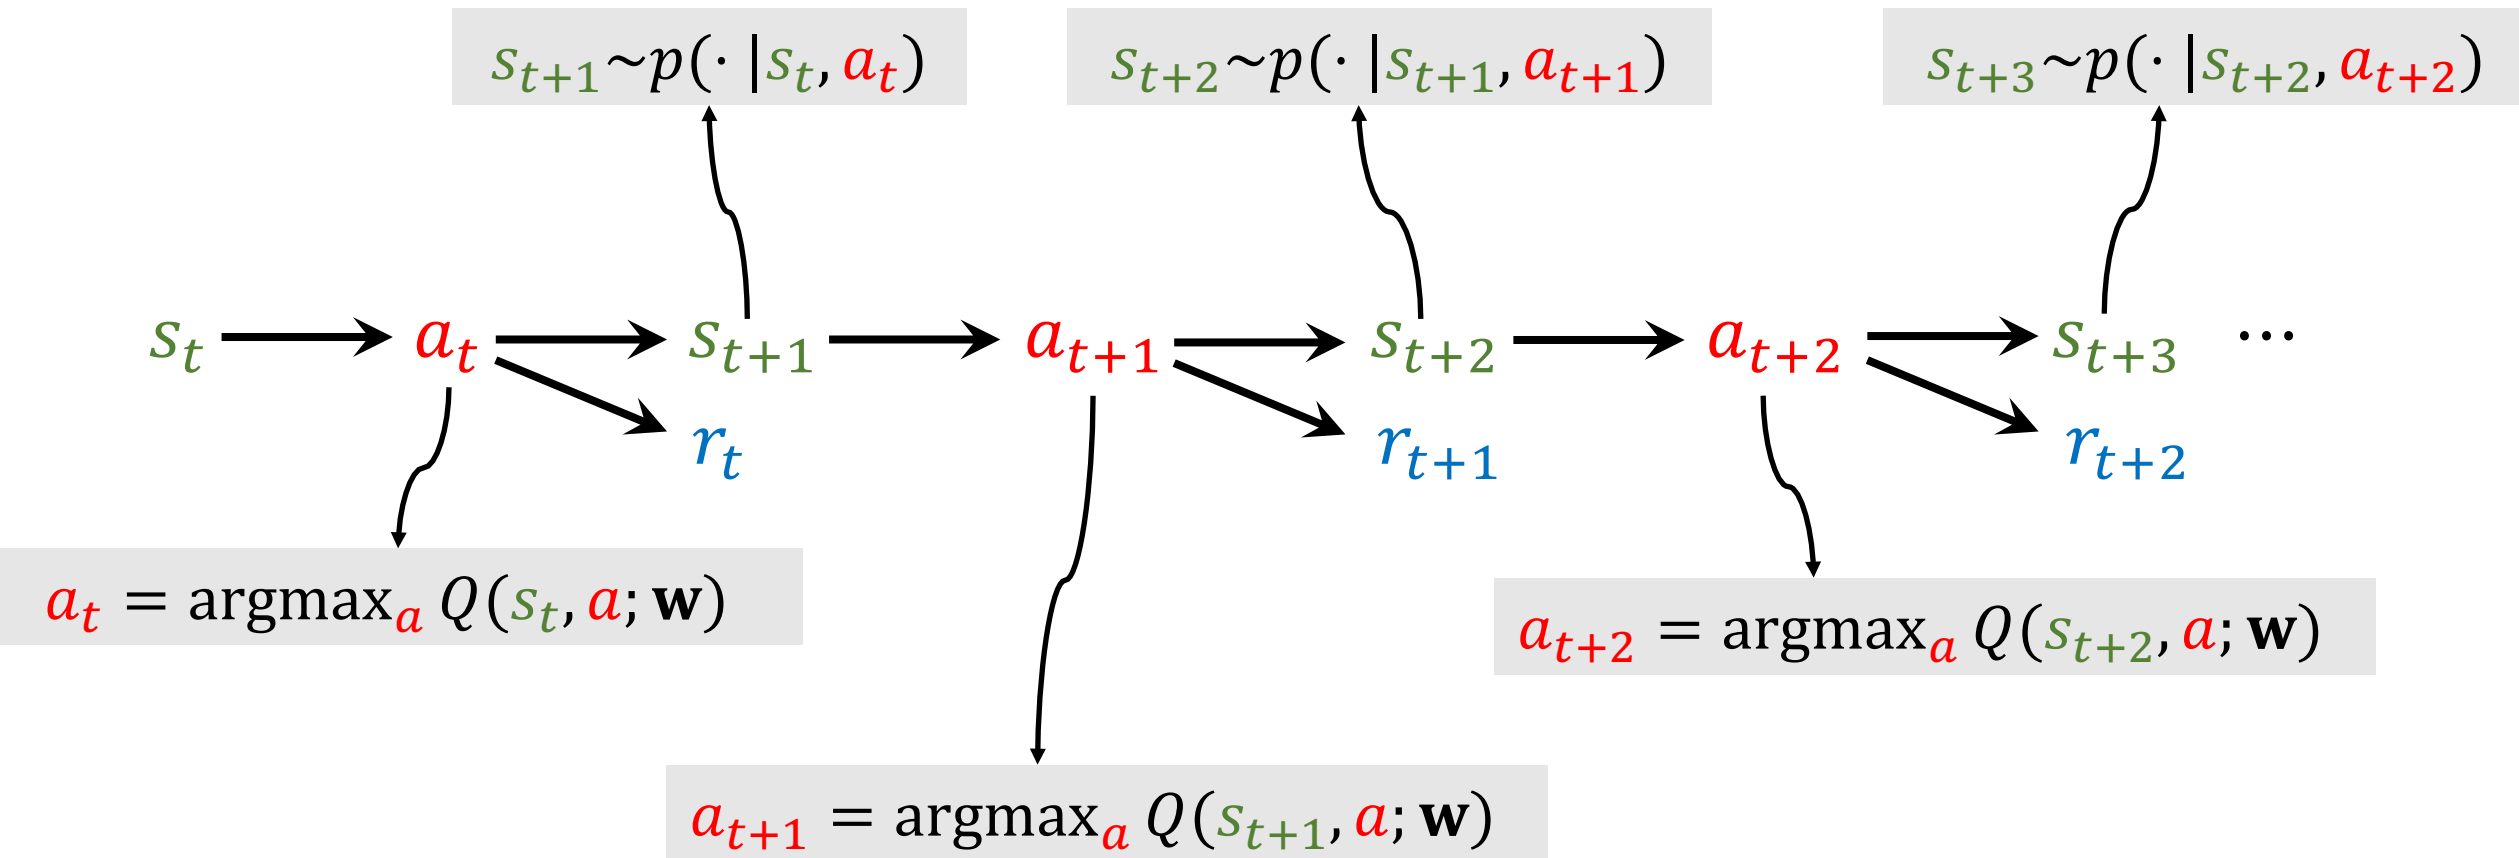 s_{t+1} ~ p(· | s_t, a_t)
s_{t+2} ~ p(· | s_{t+1}, a_{t+1})
s_{t+3} ~ p(· | s_{t+2}, a_{t+2})
s_t a_t s_{t+1} a_{t+1} s_{t+2} a_{t+2} s_{t+3} ···
r_t r_{t+1} r_{t+2}
a_t = argmax_a Q(s_t, a; w)
a_{t+2} = argmax_a Q(s_{t+2}, a; w)
a_{t+1} = argmax_a Q(s_{t+1}, a; w)